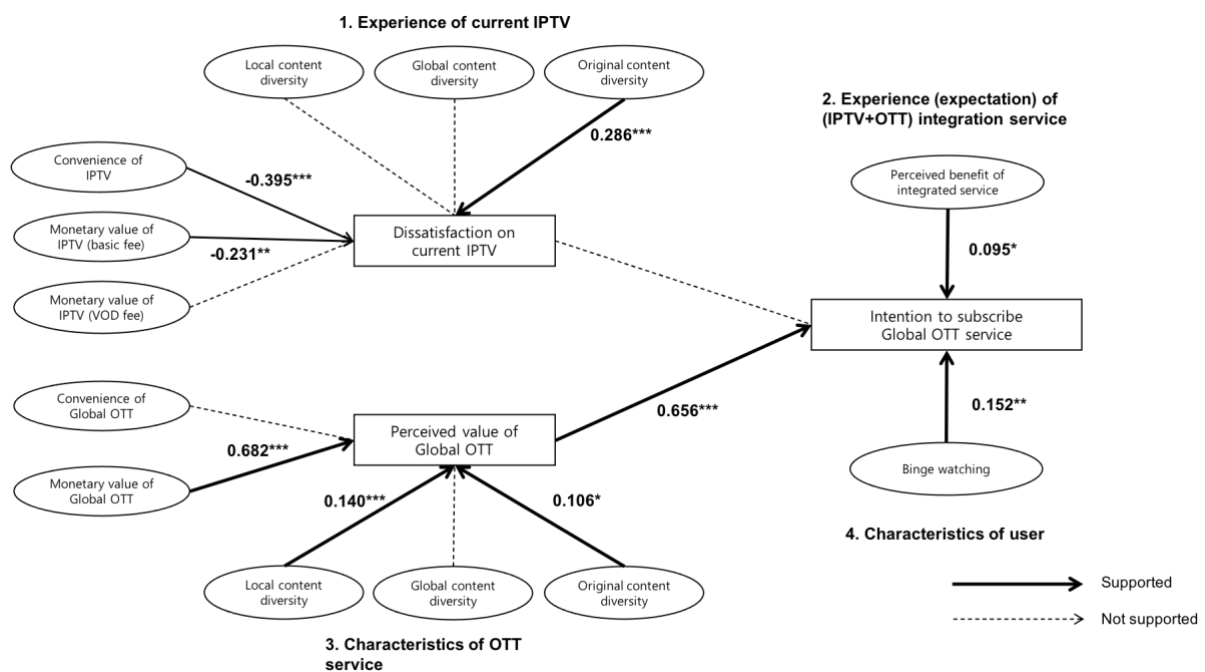 1. Experience of current IPTV
Local content
diversity
Global content
diversity
Original content
diversity
2. Experience (expectation) of
(IPTV+OTT) integration service
0.286***
Convenience of
IPTV
-0.395***
Perceived benefit of
integrated service
Monetary value of
IPTV (basic fee)
-0.231**
Dissatisfaction on
current IPTV
0.095*
Monetary value of
IPTV (VOD fee)
Intention to subscribe
Global OTT service
Convenience of
Global OTT
0.656***
0.152**
Perceived value of
Global OTT
0.682***
Monetary value of
Global OTT
Binge watching
0.140***
0.106*
4. Characteristics of user
Local content
diversity
Global content
diversity
Original content
diversity
Supported
Not supported
3. Characteristics of OTT
service